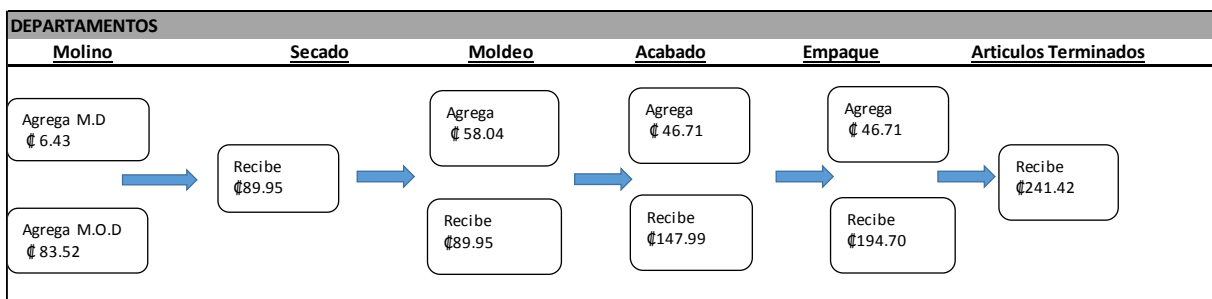 DEPARTAMENTOS
Molino Secado Moldeo Acabado Empaque Articulos Terminados
Agrega M.D
₡ 6.43
Agrega M.O.D
₡ 83.52
Recibe
₡89.95
Agrega
₡ 58.04
Recibe
₡89.95
Agrega
₡ 46.71
Recibe
₡147.99
Agrega
₡ 46.71
Recibe
₡194.70
Recibe
₡241.42